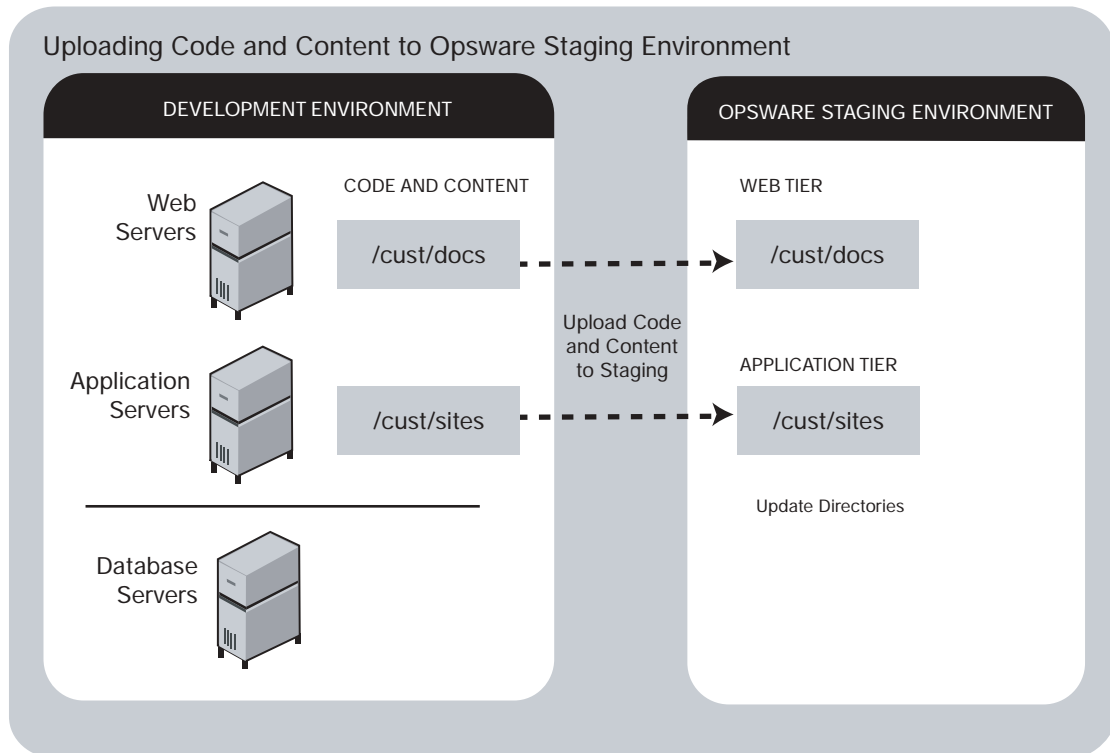 Uploading Code and Content to Opsware Staging Environment
DEVELOPMENT ENVIRONMENT
Web
Servers
CODE AND CONTENT
/cust/docs
Application
Servers
/cust/sites
Database
Servers
Upload Code
and Content
to Staging
OPSWARE STAGING ENVIRONMENT
WEB TIER
/cust/docs
APPLICATION TIER
/cust/sites
Update Directories